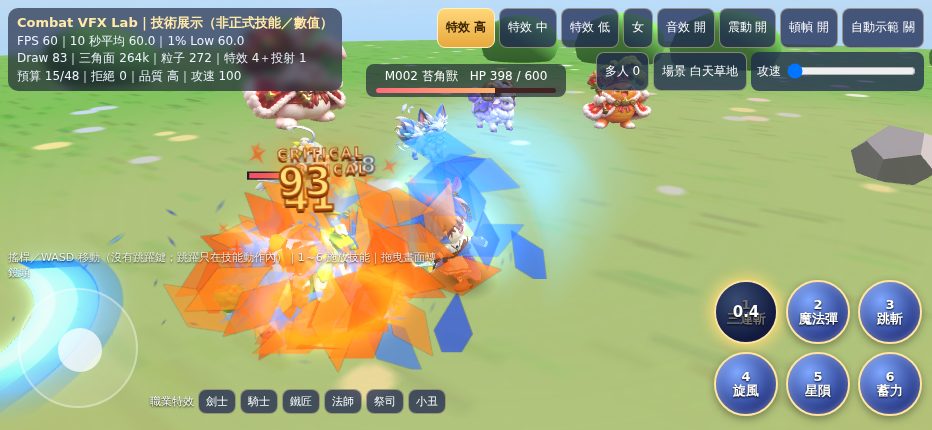 Combat VFX Lab｜技術展示（非正式技能／數值）
FPS 60｜10 秒平均 60.0｜1% Low 60.0
Draw 83｜三角面 264k｜粒子 272｜特效 4＋投射 1
預算 15/48｜拒絕 0｜品質 高｜攻速 100
特效 高
特效 中
特效 低
女
音效 開
震動 開
頓幀 開
自動示範 關
多人 0
場景 白天草地
攻速
M002 苔角獸 HP 398 / 600
CRITICAL
93
41
搖桿／WASD 移動（沒有跳躍鍵；跳躍只在技能動作內）｜1～6 施放技能｜拖曳畫面轉
鏡頭
1
三連斬
0.4
2
魔法彈
3
跳斬
4
旋風
5
星隕
6
蓄力
職業特效
劍士
騎士
鐵匠
法師
祭司
小丑